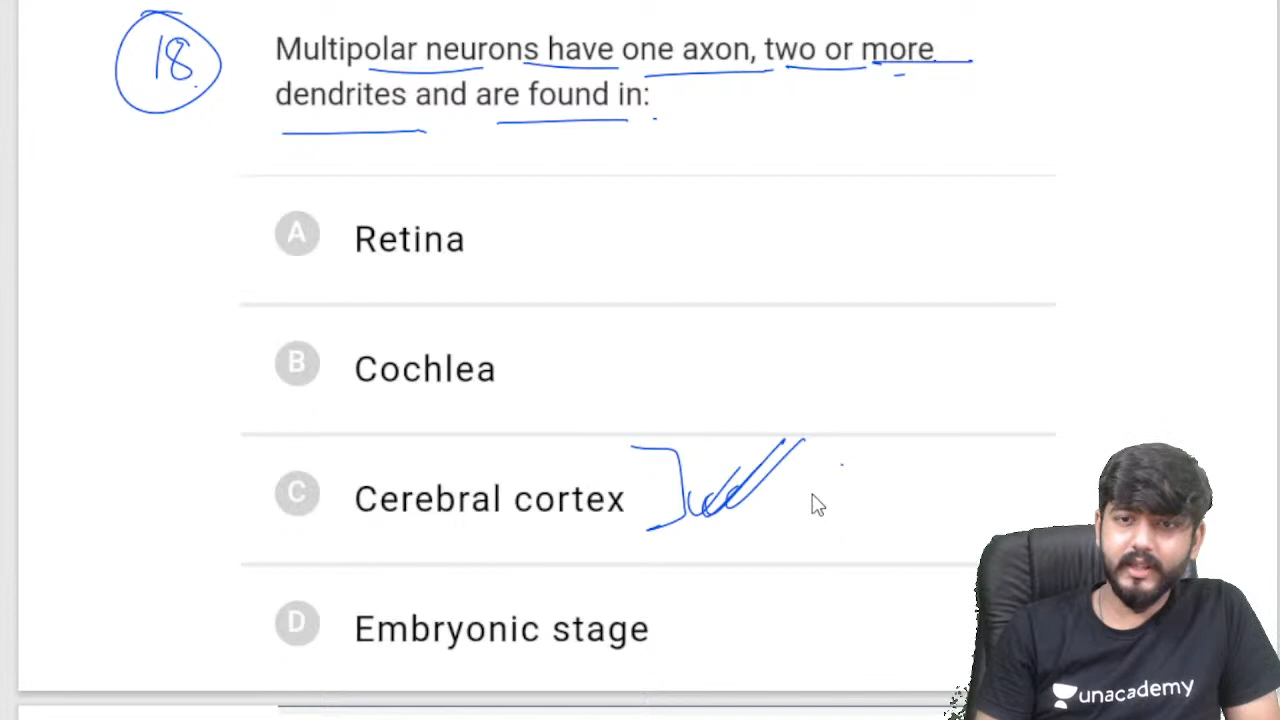 18
Multipolar neurons have one axon, two or more
dendrites and are found in:
A Retina
B Cochlea
C Cerebral cortex
D Embryonic stage
unacademy